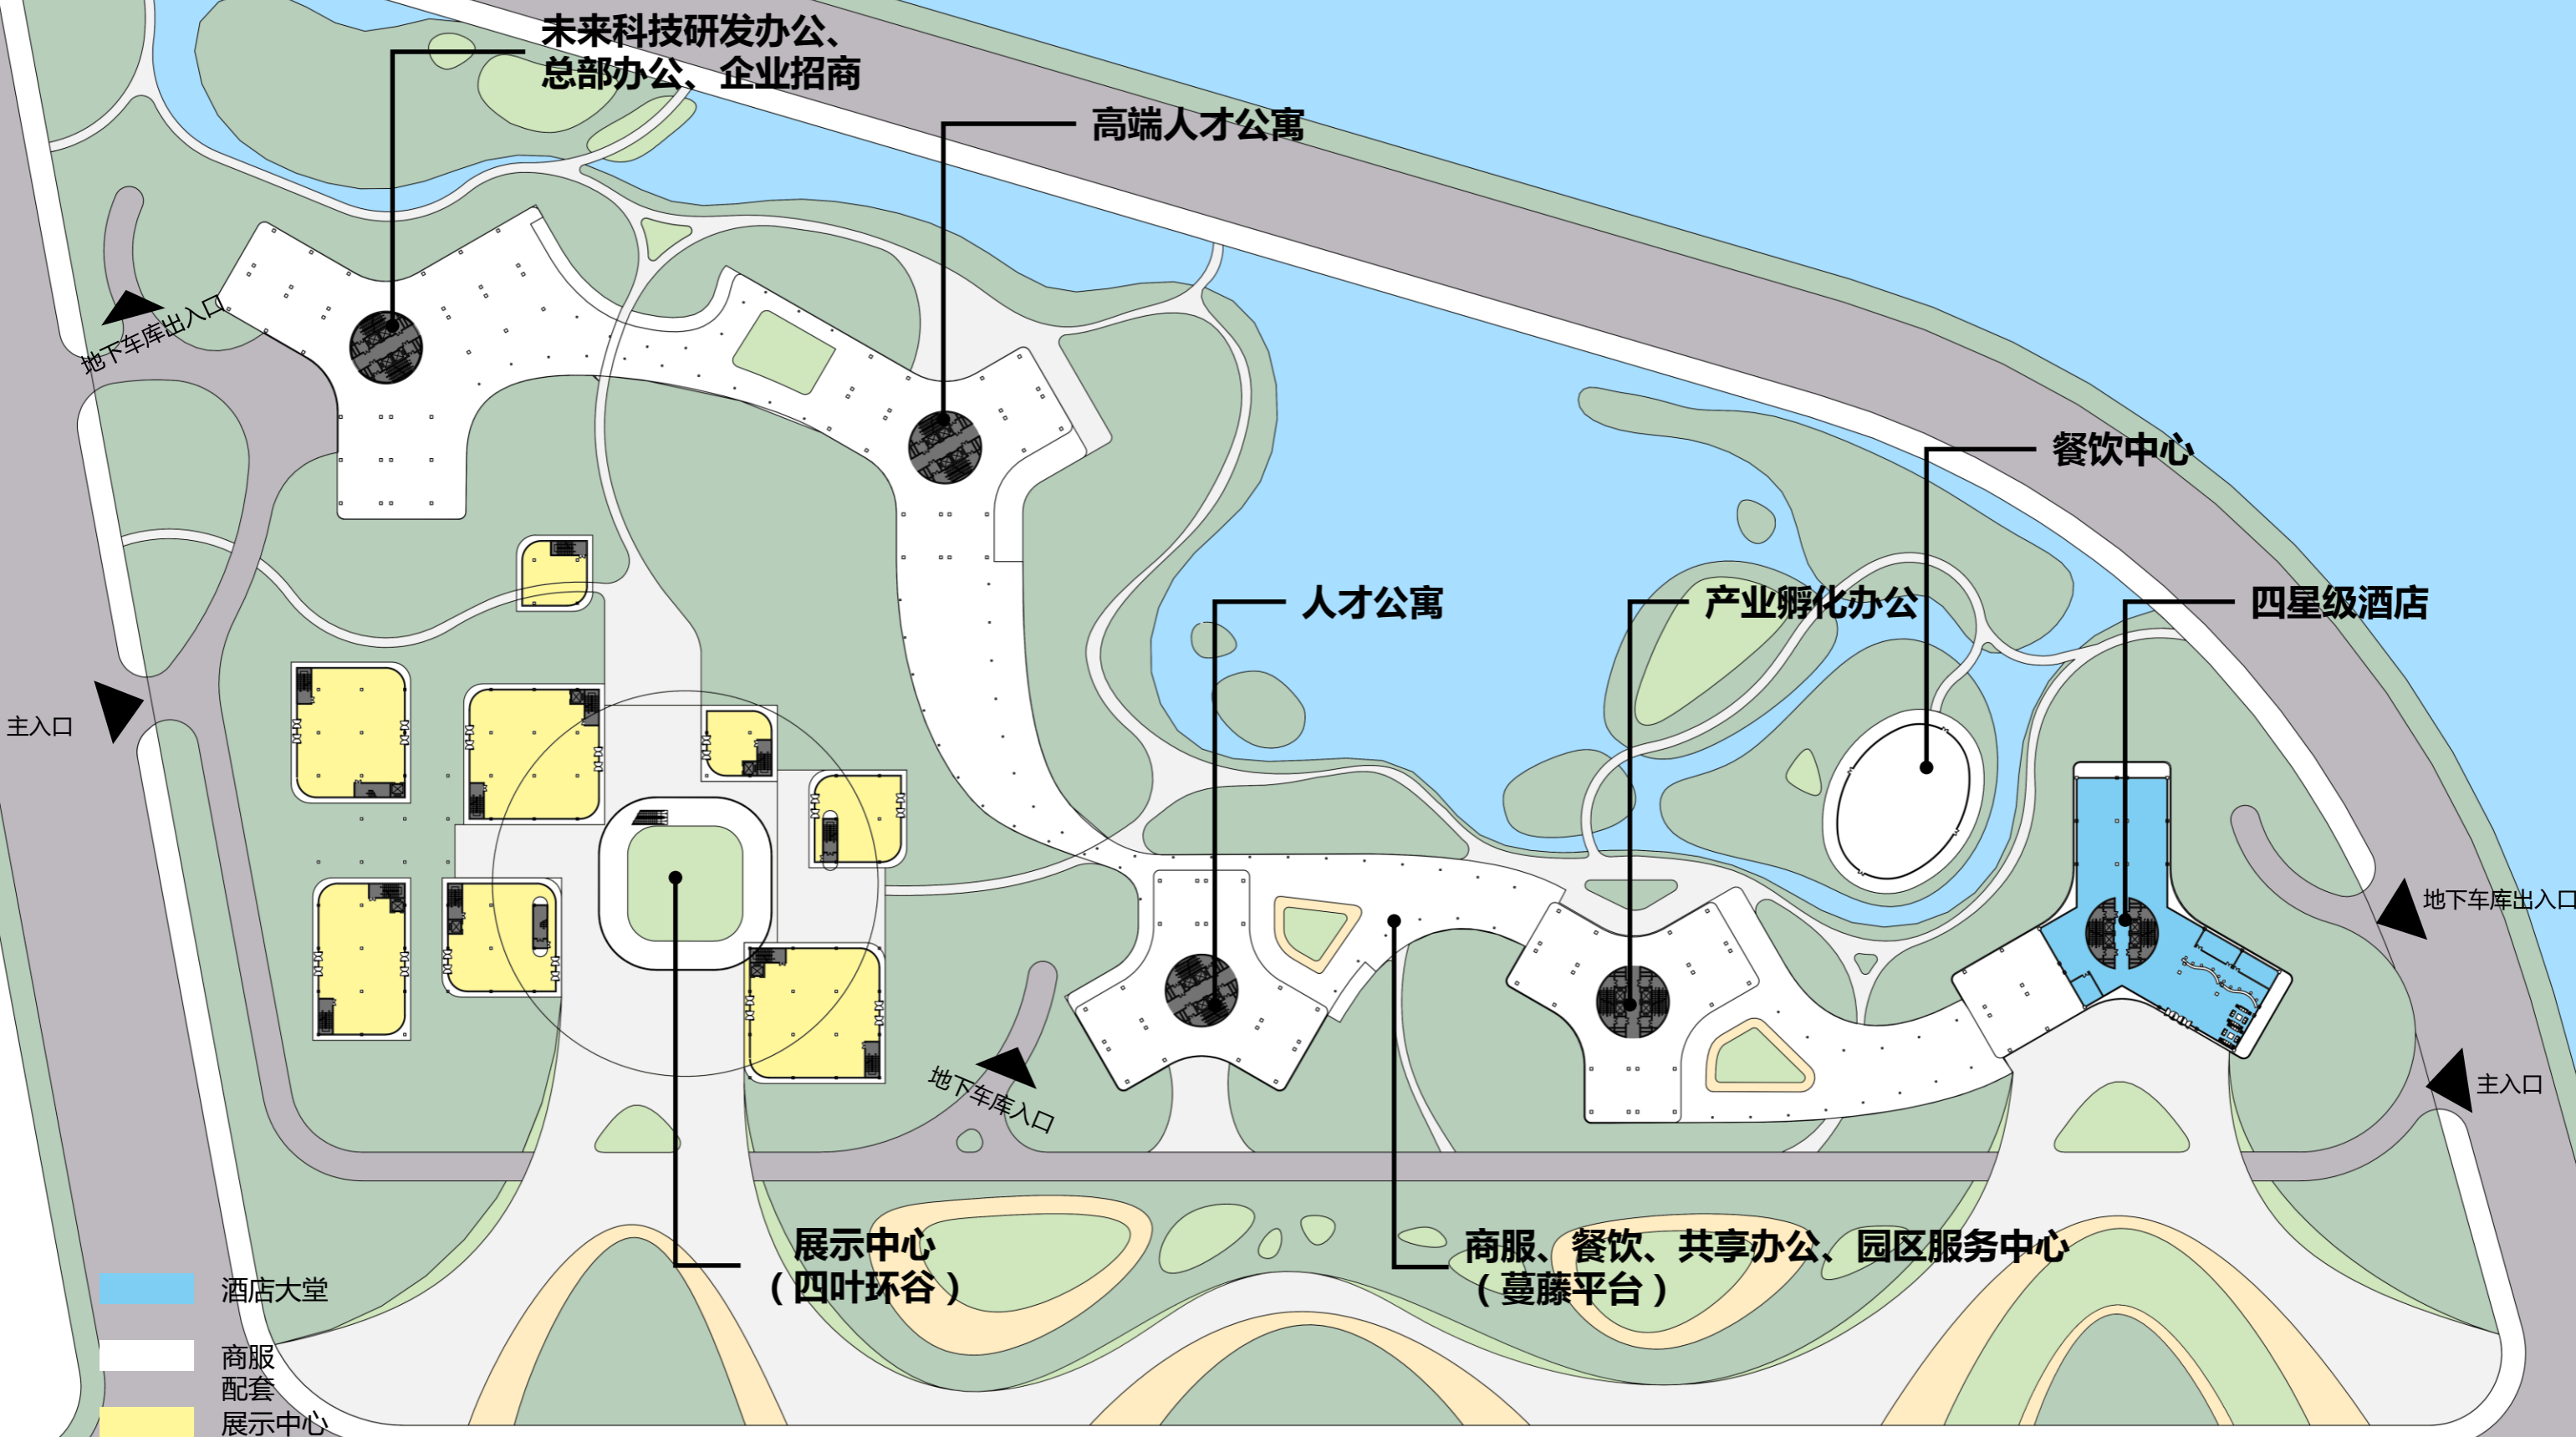 未来科技研发办公、
总部办公、企业招商
高端人才公寓
地下车库出入口
餐饮中心
人才公寓
产业孵化办公
四星级酒店
主入口
地下车库出入口
地下车库入口
主入口
展示中心
（四叶环谷）
商服、餐饮、共享办公、园区服务中心
（蔓藤平台）
酒店大堂
商服
配套
展示中心